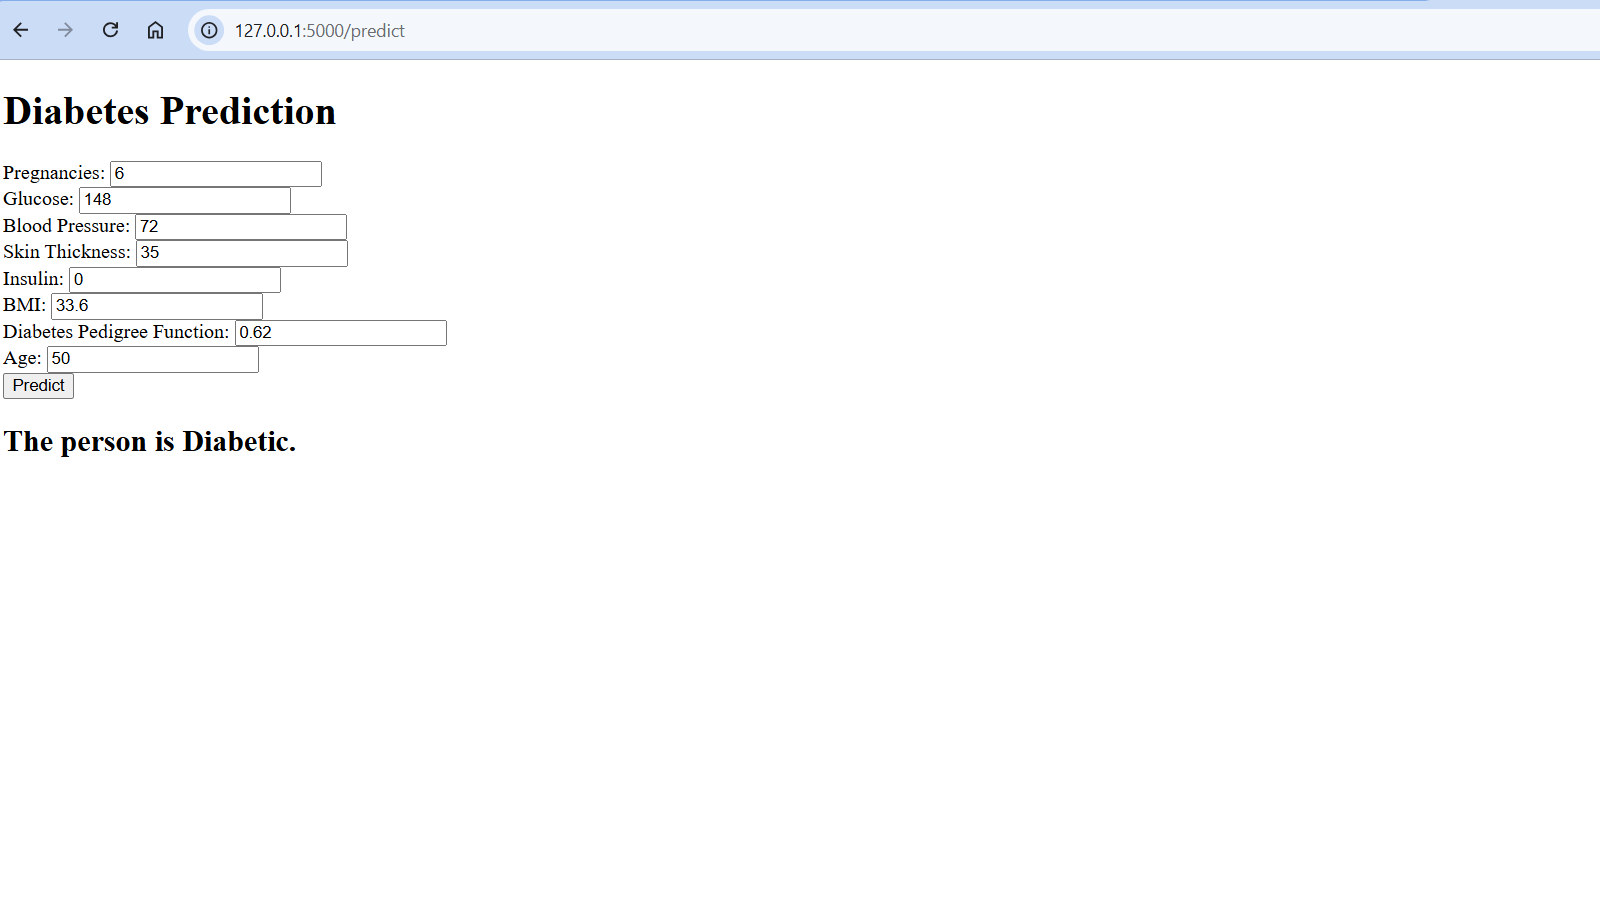 127.0.0.1:5000/predict
Diabetes Prediction
Pregnancies: 6
Glucose: 148
Blood Pressure: 72
Skin Thickness: 35
Insulin: 0
BMI: 33.6
Diabetes Pedigree Function: 0.62
Age: 50
Predict
The person is Diabetic.